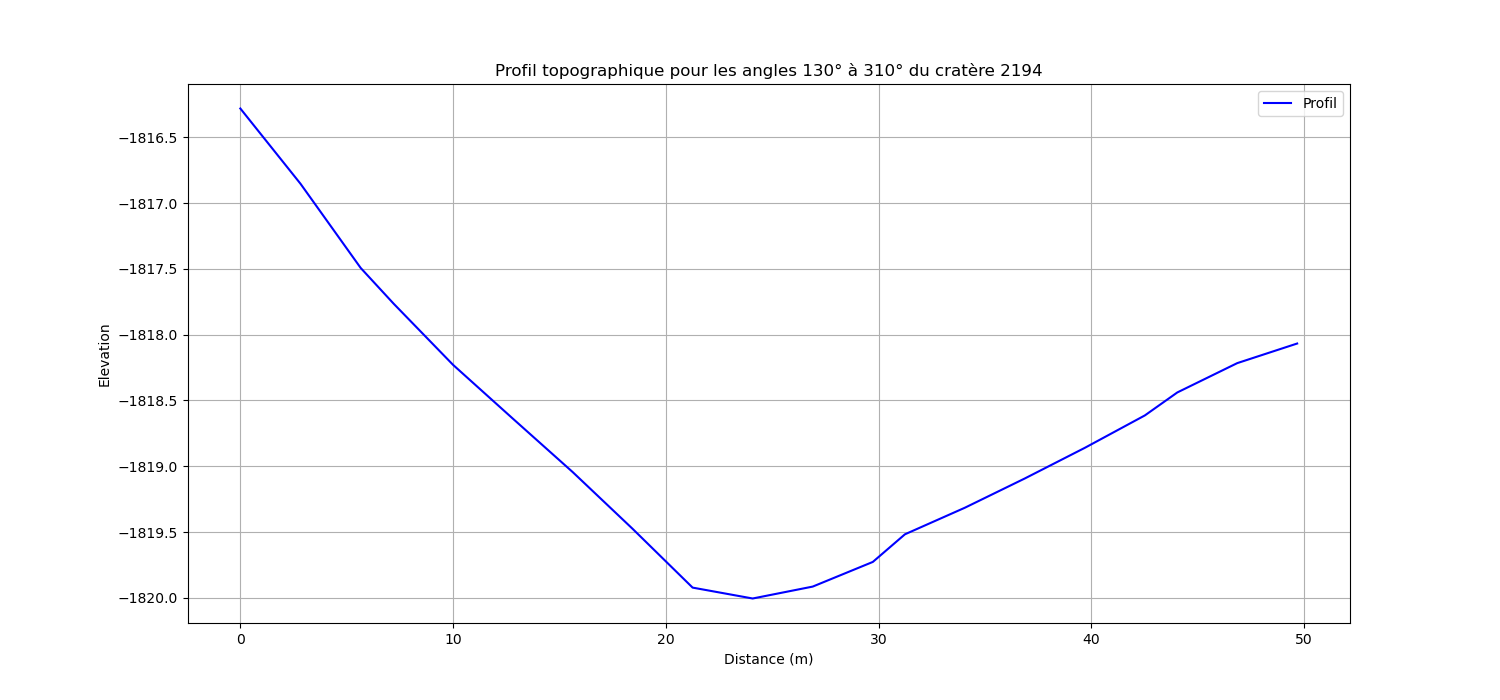 Profil topographique pour les angles 130° à 310° du cratère 2194
Profil
−1816.5
−1817.0
−1817.5
−1818.0
−1818.5
−1819.0
−1819.5
−1820.0
Elevation
0 10 20 30 40 50
Distance (m)